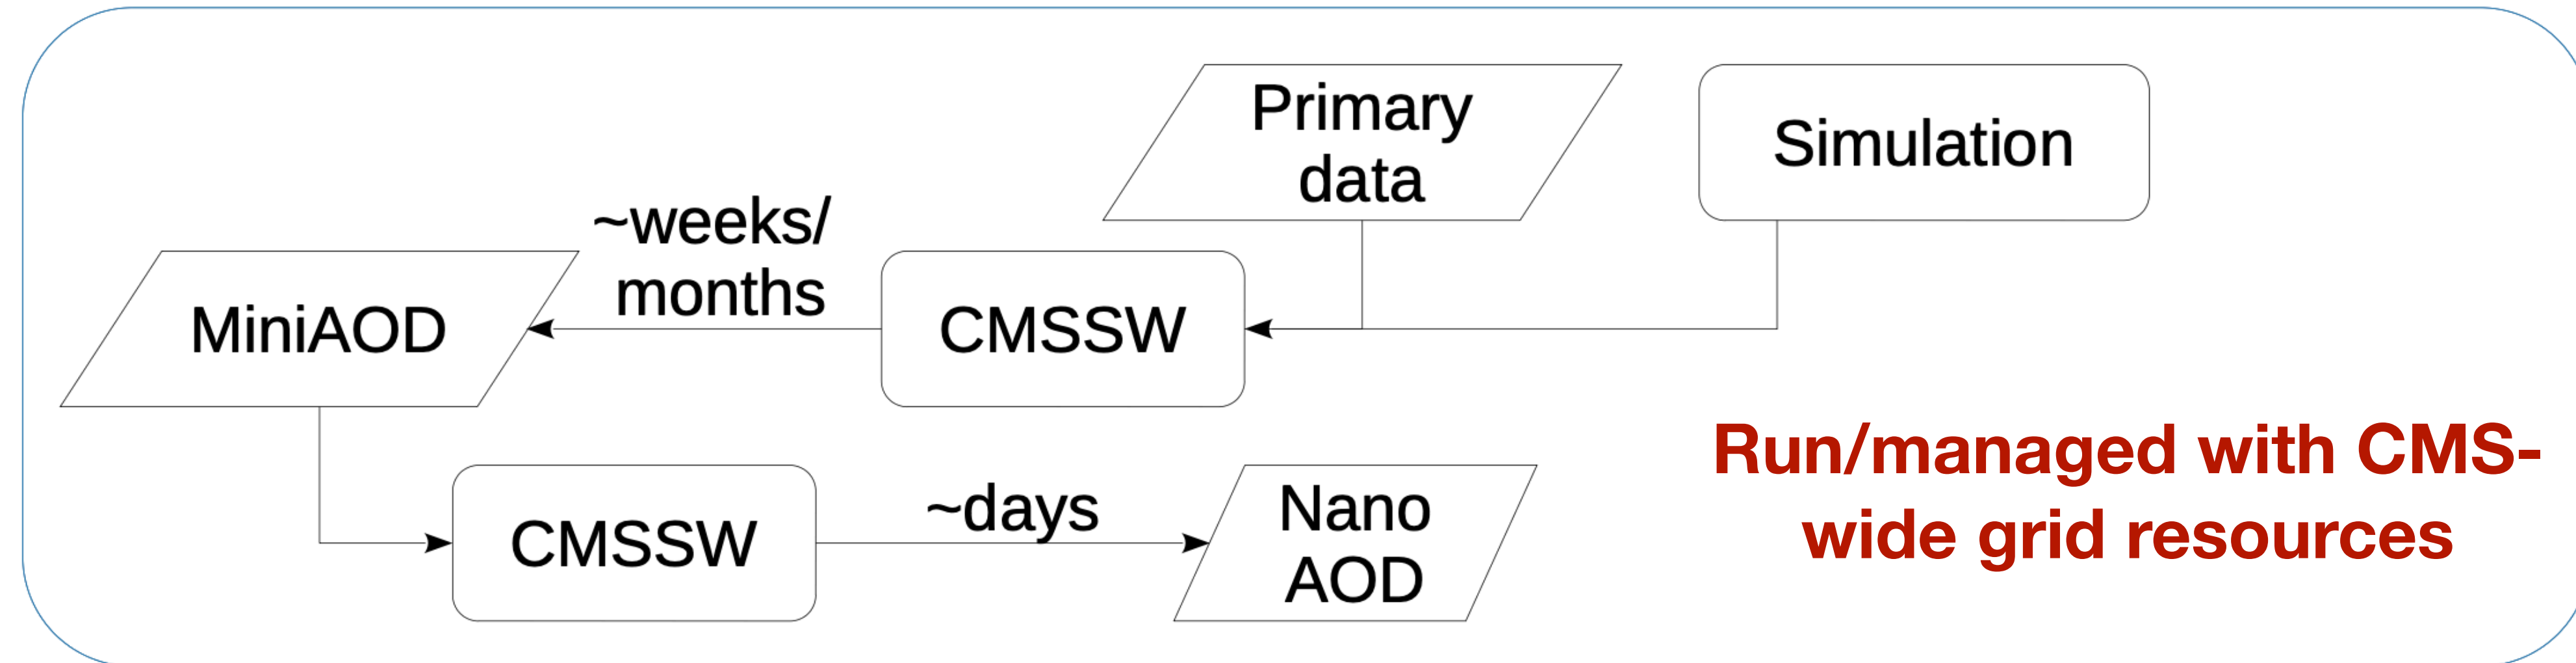 Primary
data
Simulation
~weeks/
months
MiniAOD
CMSSW
CMSSW
~days
Nano
AOD
Run/managed with CMS-
wide grid resources